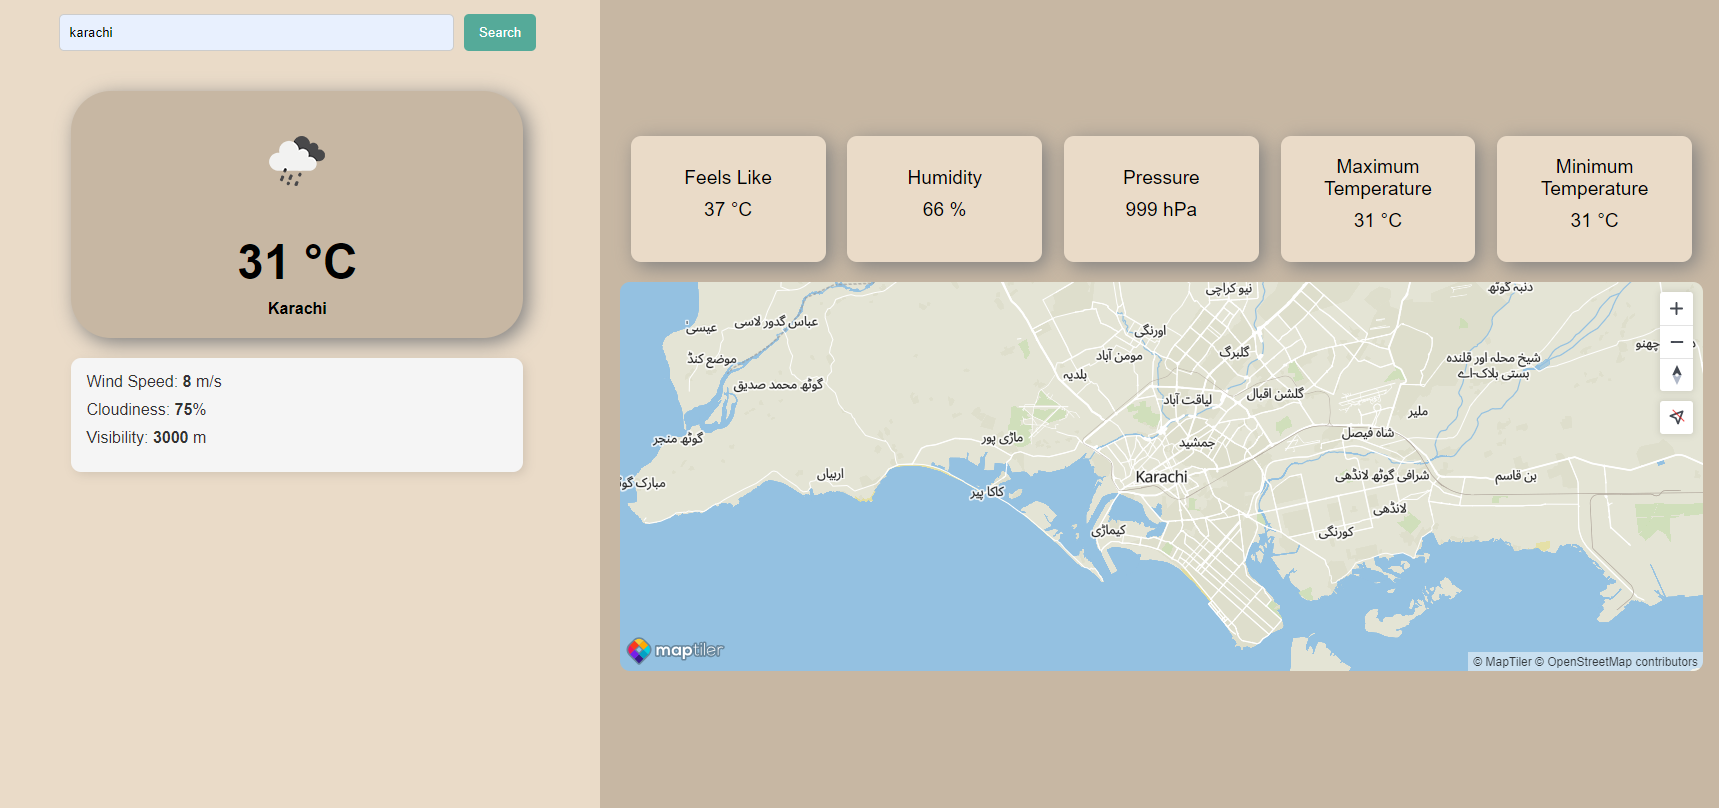 karachi
Search
31 °C
Karachi
Wind Speed: 8 m/s
Cloudiness: 75%
Visibility: 3000 m
Feels Like
37 °C
Humidity
66 %
Pressure
999 hPa
Maximum
Temperature
31 °C
Minimum
Temperature
31 °C
نیو کراچی
دنبہ گوٹھ
عیسیٰ
عباس گدور لاسی
اورنگی
موضع کنڈ
مومن آباد
گلبرگ
شیخ محلہ اور قلندہ
بستی بلاک-اے
چھنو
گوٹھ محمد صدیق
بلدیہ
لیاقت آباد
گلشن اقبال
ملیر
گوٹھ منجر
ماڑی پور
جمشید
شاہ فیصل
مبارک
اربیاں
کاکا پیر
Karachi
شرافی گوٹھ لانڈھی
بن قاسم
لانڈھی
کیماڑی
کورنگی
maptiler
© MapTiler © OpenStreetMap contributors